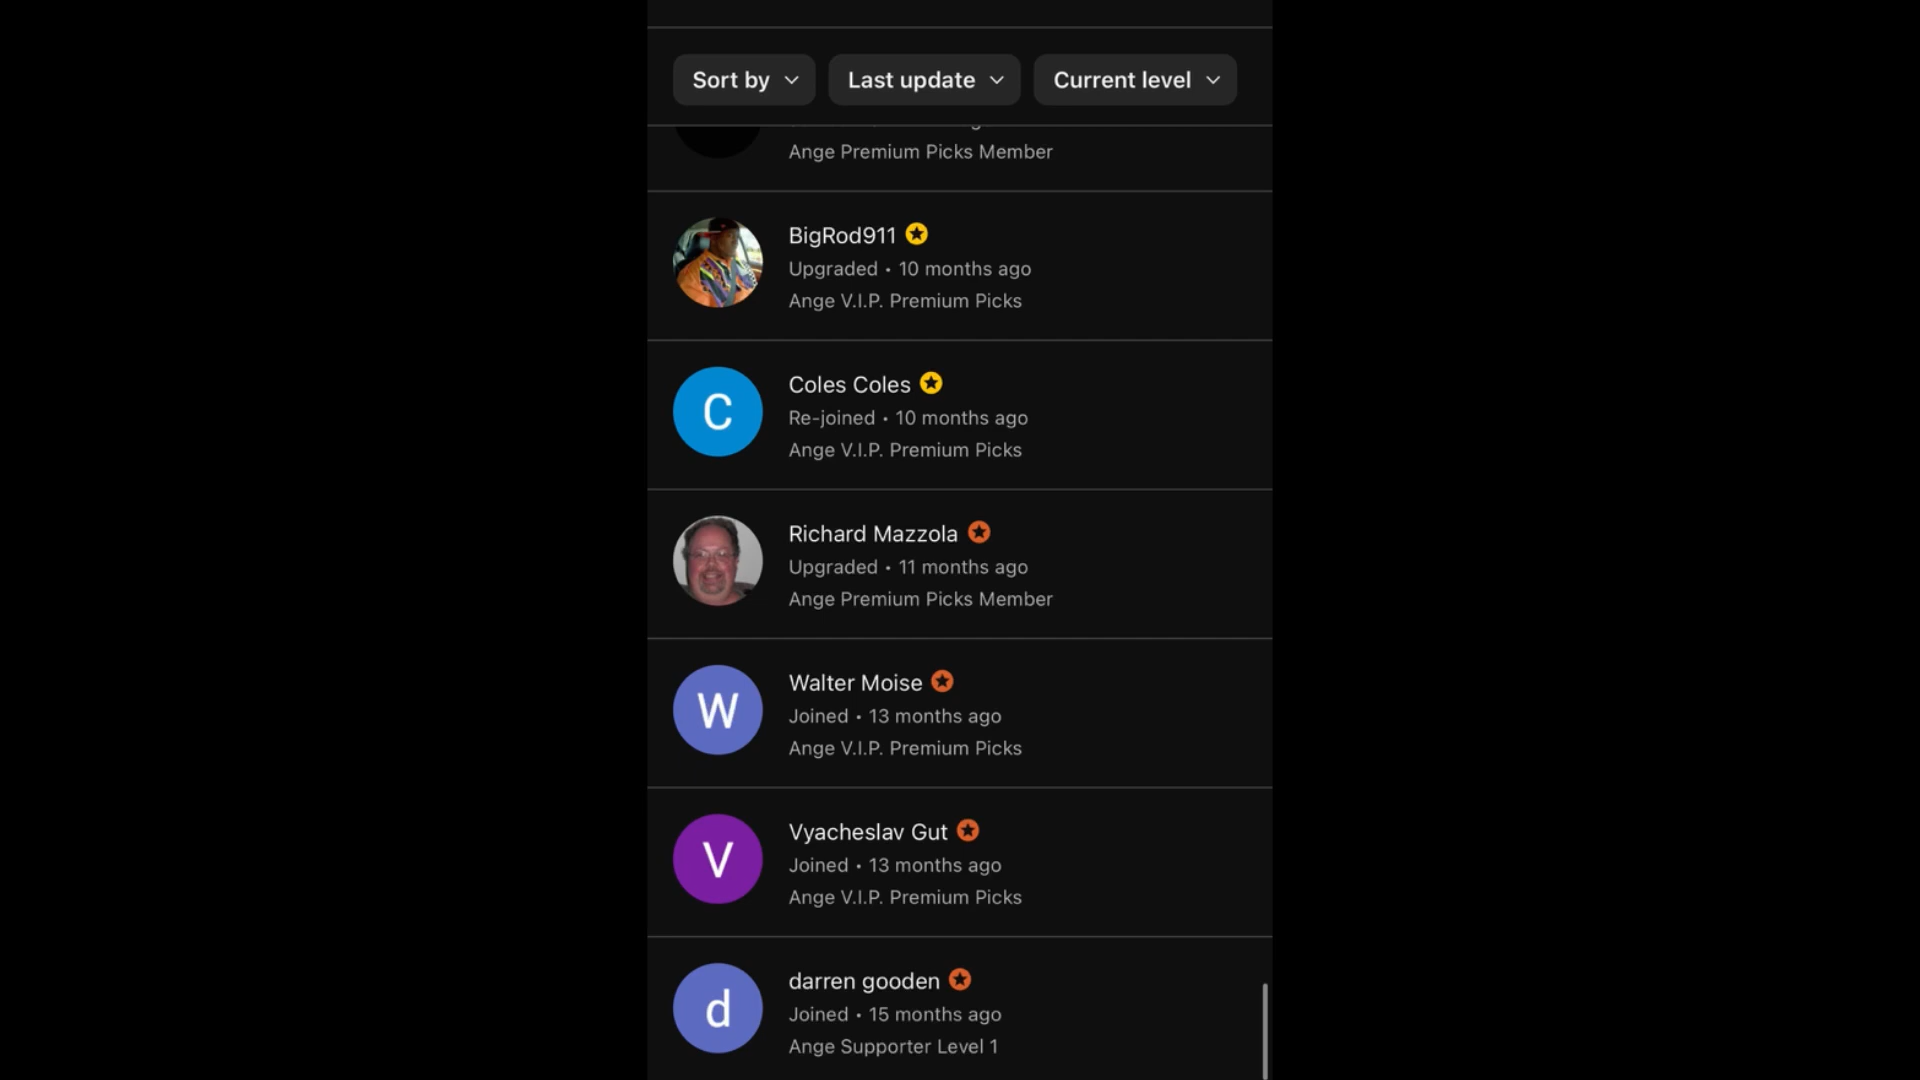 Sort by
Last update
Current level
Ange Premium Picks Member
BigRod911
Upgraded • 10 months ago
Ange V.I.P. Premium Picks
C
Coles Coles
Re-joined • 10 months ago
Ange V.I.P. Premium Picks
Richard Mazzola
Upgraded • 11 months ago
Ange Premium Picks Member
W
Walter Moise
Joined • 13 months ago
Ange V.I.P. Premium Picks
V
Vyacheslav Gut
Joined • 13 months ago
Ange V.I.P. Premium Picks
d
darren gooden
Joined • 15 months ago
Ange Supporter Level 1